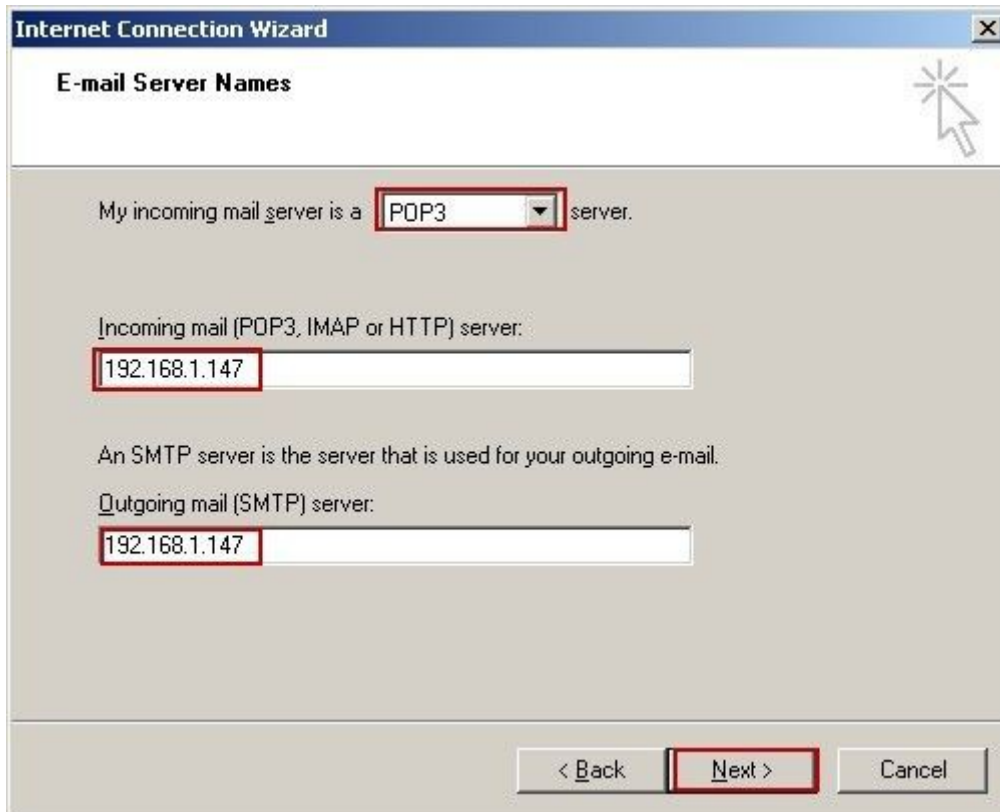 Internet Connection Wizard
E-mail Server Names
My incoming mail server is a POP3 server.
Incoming mail (POP3, IMAP or HTTP) server:
192.168.1.147
An SMTP server is the server that is used for your outgoing e-mail.
Outgoing mail (SMTP) server:
192.168.1.147
< Back Next > Cancel